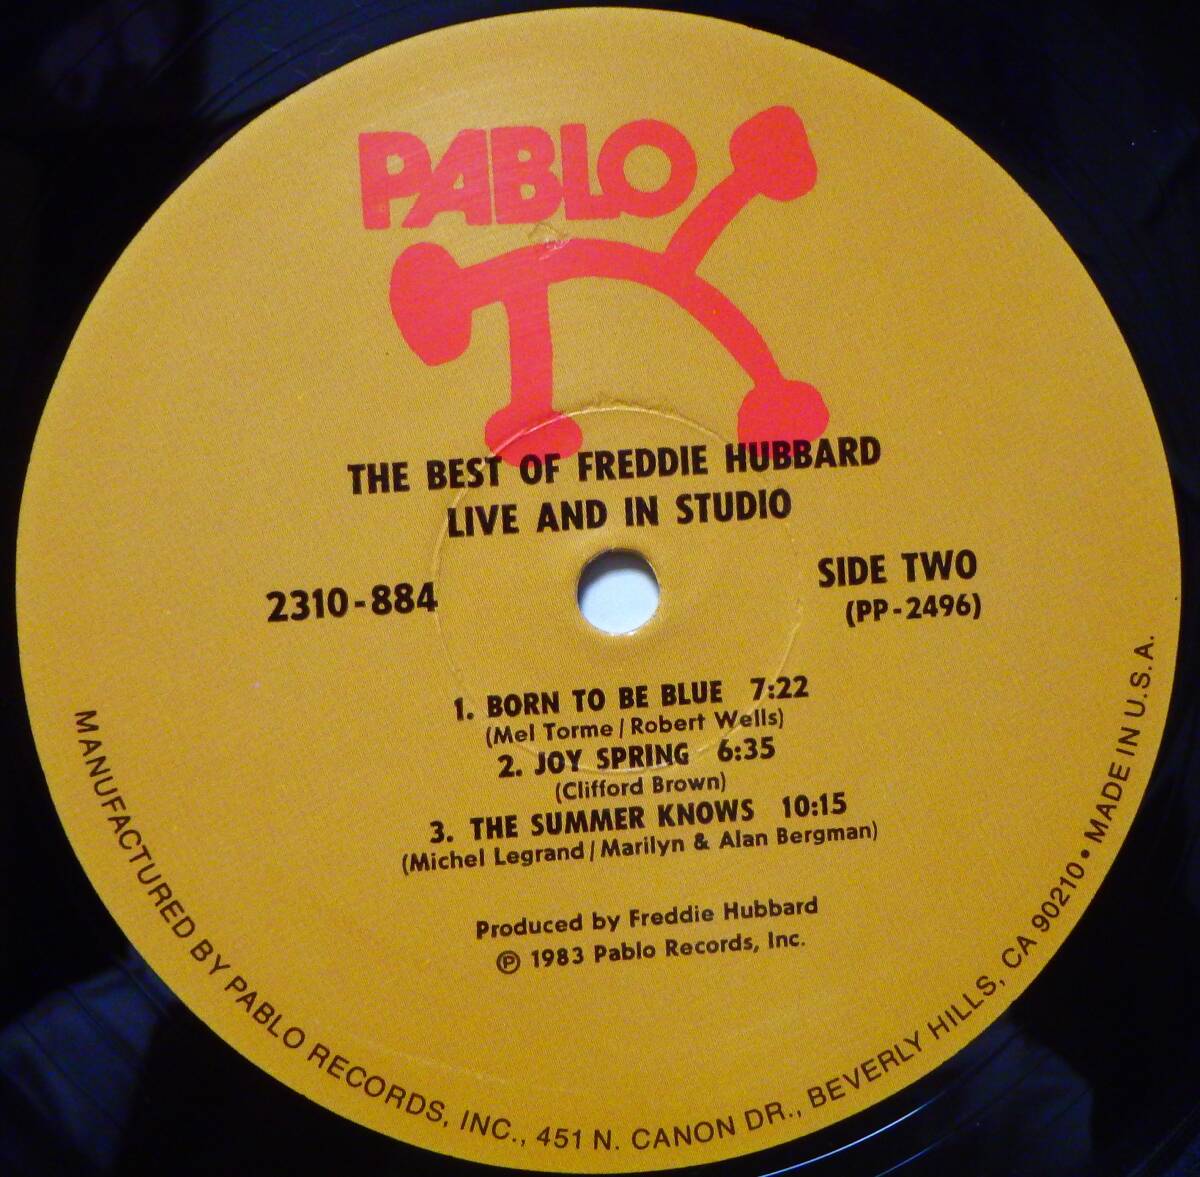 PABLO
THE BEST OF FREDDIE HUBBARD
LIVE AND IN STUDIO
2310-884
SIDE TWO
(PP-2496)
1. BORN TO BE BLUE 7:22
(Mel Torme/Robert Wells)
2. JOY SPRING 6:35
(Clifford Brown)
3. THE SUMMER KNOWS 10:15
(Michel Legrand/Marilyn & Alan Bergman)
Produced by Freddie Hubbard
℗ 1983 Pablo Records, Inc.
MANUFACTURED BY PABLO RECORDS, INC., 451 N. CANON DR., BEVERLY HILLS, CA 90210 • MADE IN U.S.A.